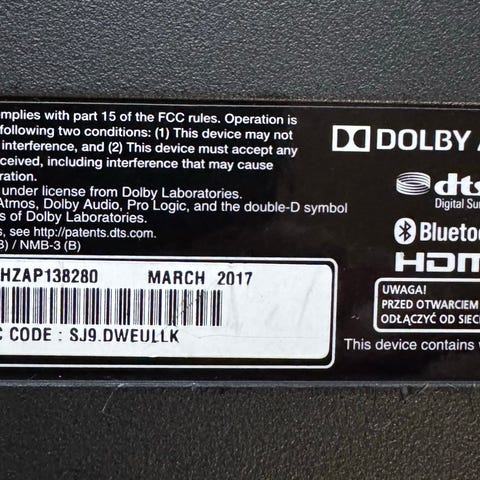 mplies with part 15 of the FCC rules. Operation is
following two conditions: (1) This device may not
interference, and (2) This device must accept any
ceived, including interference that may cause
eration.
under license from Dolby Laboratories.
Atmos, Dolby Audio, Pro Logic, and the double-D symbol
s of Dolby Laboratories.
s, see http://patents.dts.com.
B) / NMB-3 (B)
HZAP138280 MARCH 2017
C CODE : SJ9.DWEULLK
DOLBY A
dts
Digital Sur
Bluetoo
HDMI
UWAGA!
PRZED OTWARCIEM
ODŁĄCZYĆ OD SIEC
This device contains